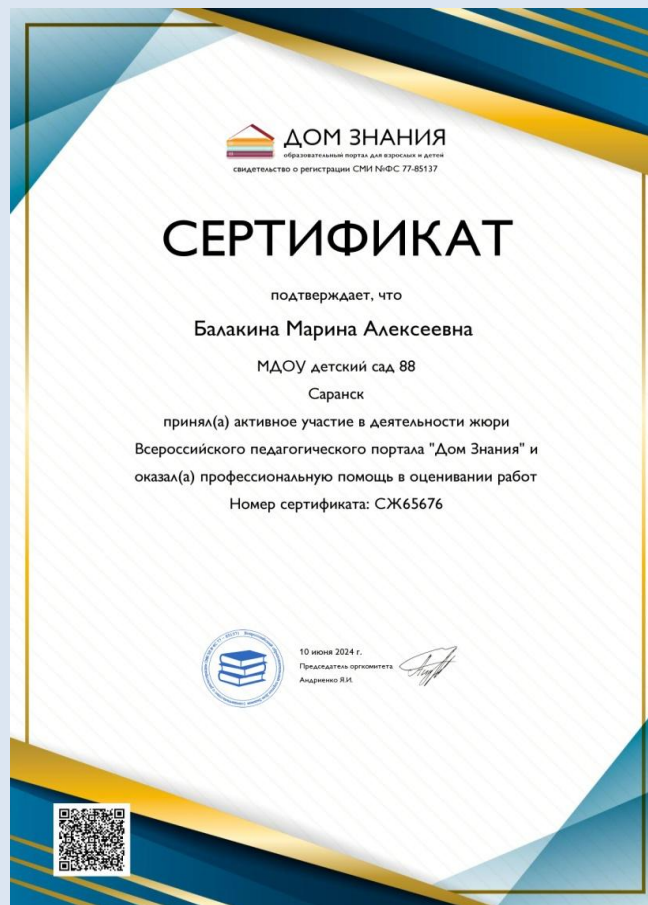 ДОМ ЗНАНИЯ
образовательный портал для взрослых и детей
свидетельство о регистрации СМИ №ФС 77-85137
СЕРТИФИКАТ
подтверждает, что
Балакина Марина Алексеевна
МДОУ детский сад 88
Саранск
принял(а) активное участие в деятельности жюри
Всероссийского педагогического портала "Дом Знания" и
оказал(а) профессиональную помощь в оценивании работ
Номер сертификата: СЖ65676
10 июня 2024 г.
Председатель оргкомитета
Андриенко Я.И.